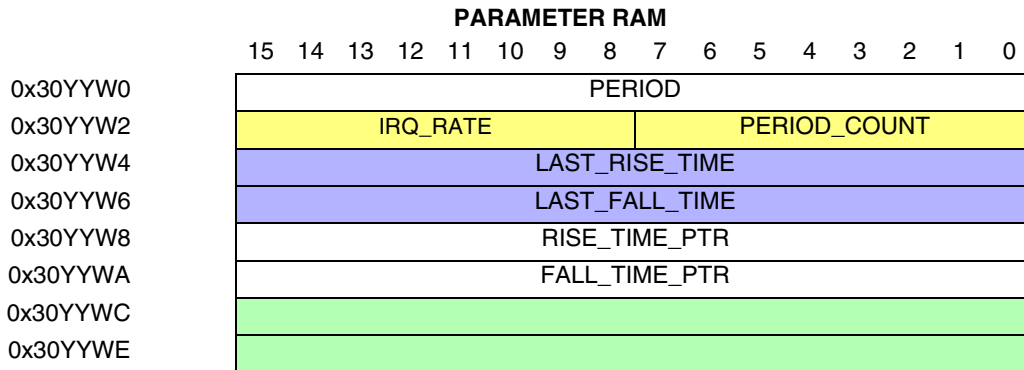 PARAMETER RAM
15 14 13 12 11 10 9 8 7 6 5 4 3 2 1 0
0x30YYW0 PERIOD
0x30YYW2 IRQ_RATE PERIOD_COUNT
0x30YYW4 LAST_RISE_TIME
0x30YYW6 LAST_FALL_TIME
0x30YYW8 RISE_TIME_PTR
0x30YYWA FALL_TIME_PTR
0x30YYWC
0x30YYWE